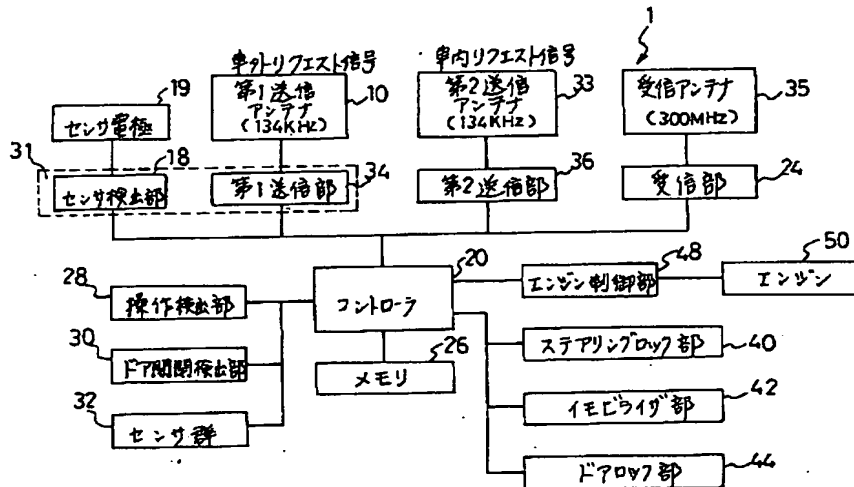 1
車外リクエスト信号
車内リクエスト信号
19
センサ電極
第1送信
アンテナ
(134KHz)
10
第2送信
アンテナ
(134KHz)
33
受信アンテナ
(300MHz)
35
31
18
センサ検出部
第1送信部
34
第2送信部
36
受信部
24
28
操作検出部
20
コントローラ
48
エンジン制御部
50
エンジン
30
ドア開閉検出部
26
メモリ
ステアリングロック部
40
32
センサ群
イモビライザ部
42
ドアロック部
44